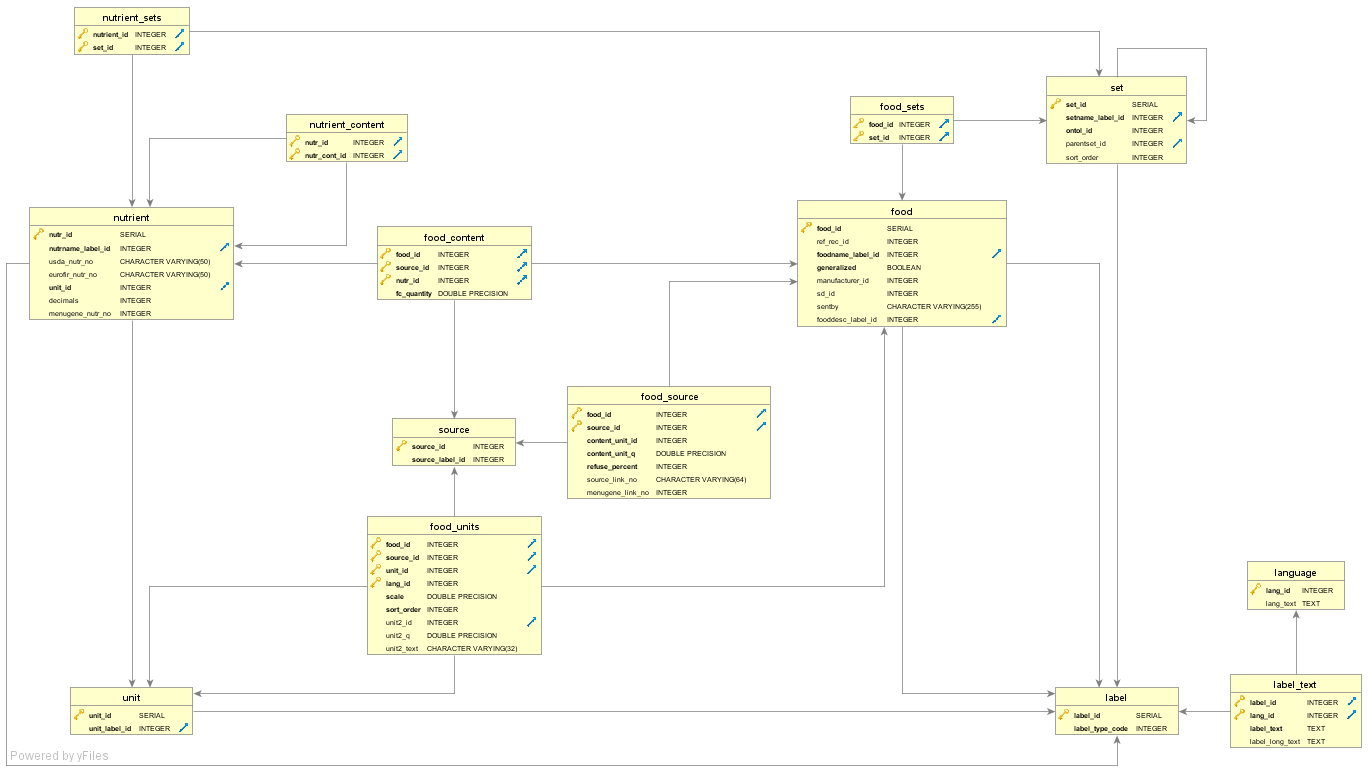 nutrient_sets
nutrient_id INTEGER
set_id INTEGER
set
set_id SERIAL
setname_label_id INTEGER
ontol_id INTEGER
parentset_id INTEGER
sort_order INTEGER
food_sets
food_id INTEGER
set_id INTEGER
nutrient_content
nutr_id INTEGER
nutr_cont_id INTEGER
nutrient
nutr_id SERIAL
nutrname_label_id INTEGER
usda_nutr_no CHARACTER VARYING(50)
eurofir_nutr_no CHARACTER VARYING(50)
unit_id INTEGER
decimals INTEGER
menugene_nutr_no INTEGER
food_content
food_id INTEGER
source_id INTEGER
nutr_id INTEGER
fc_quantity DOUBLE PRECISION
food
food_id SERIAL
ref_rec_id INTEGER
foodname_label_id INTEGER
generalized BOOLEAN
manufacturer_id INTEGER
sd_id INTEGER
sentby CHARACTER VARYING(255)
fooddesc_label_id INTEGER
food_source
food_id INTEGER
source_id INTEGER
content_unit_id INTEGER
content_unit_q DOUBLE PRECISION
refuse_percent INTEGER
source_link_no CHARACTER VARYING(64)
menugene_link_no INTEGER
source
source_id INTEGER
source_label_id INTEGER
food_units
food_id INTEGER
source_id INTEGER
unit_id INTEGER
lang_id INTEGER
scale DOUBLE PRECISION
sort_order INTEGER
unit2_id INTEGER
unit2_q DOUBLE PRECISION
unit2_text CHARACTER VARYING(32)
language
lang_id INTEGER
lang_text TEXT
unit
unit_id SERIAL
unit_label_id INTEGER
label
label_id SERIAL
label_type_code INTEGER
label_text
label_id INTEGER
lang_id INTEGER
label_text TEXT
label_long_text TEXT
Powered by yFiles